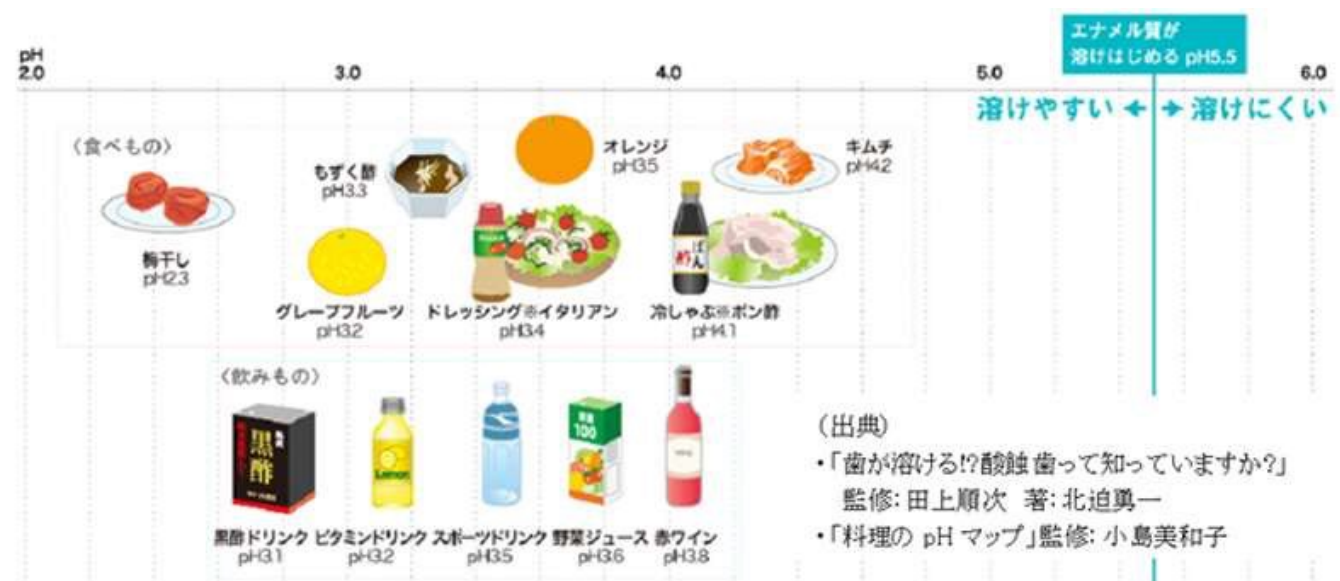 pH
2.0 3.0 4.0 5.0 6.0
エナメル質が
溶けはじめる pH5.5
溶けやすい ←→ 溶けにくい
〈食べもの〉
梅干し
pH2.3
もずく酢
pH3.3
グレープフルーツ
pH3.2
オレンジ
pH3.5
ドレッシング※イタリアン
pH3.4
キムチ
pH4.2
ぽん
酢
冷しゃぶ※ポン酢
pH4.1
〈飲みもの〉
黒酢
黒酢ドリンク
pH3.1
Lemon
ビタミンドリンク
pH3.2
スポーツドリンク
pH3.5
100
野菜ジュース
pH3.6
赤ワイン
pH3.8
（出典）
・「歯が溶ける!?酸蝕歯って知っていますか?」
監修：田上順次 著：北迫勇一
・「料理の pH マップ」監修：小島美和子